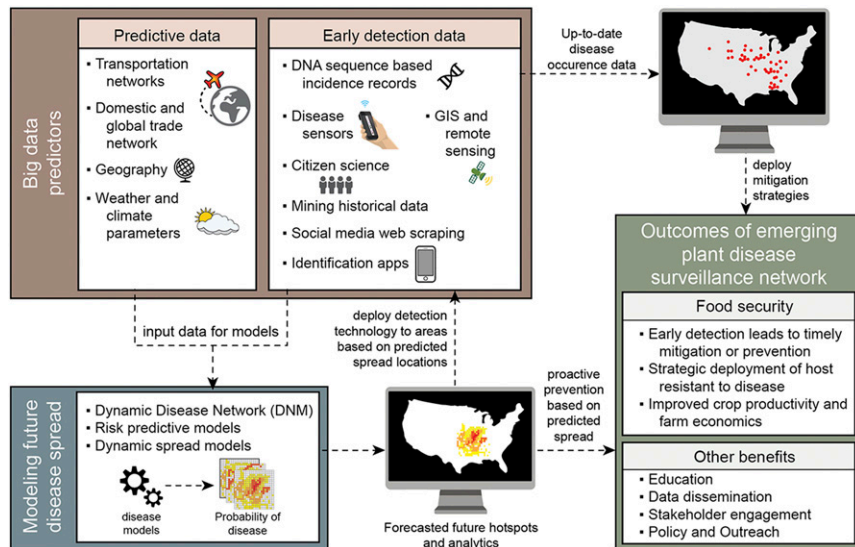 Big data
predictors
Predictive data
▪ Transportation
networks
▪ Domestic and
global trade
network
▪ Geography
▪ Weather and
climate
parameters
Early detection data
▪ DNA sequence based
incidence records
▪ Disease
sensors
▪ GIS and
remote
sensing
▪ Citizen science
▪ Mining historical data
▪ Social media web scraping
▪ Identification apps
Up-to-date
disease
occurence data
deploy
mitigation
strategies
input data for models
deploy detection
technology to areas
based on predicted
spread locations
Modeling future
disease spread
▪ Dynamic Disease Network (DNM)
▪ Risk predictive models
▪ Dynamic spread models
disease
models
Probability of
disease
Forecasted future hotspots
and analytics
proactive
prevention
based on
predicted
spread
Outcomes of emerging
plant disease
surveillance network
Food security
▪ Early detection leads to timely
mitigation or prevention
▪ Strategic deployment of host
resistant to disease
▪ Improved crop productivity and
farm economics
Other benefits
▪ Education
▪ Data dissemination
▪ Stakeholder engagement
▪ Policy and Outreach